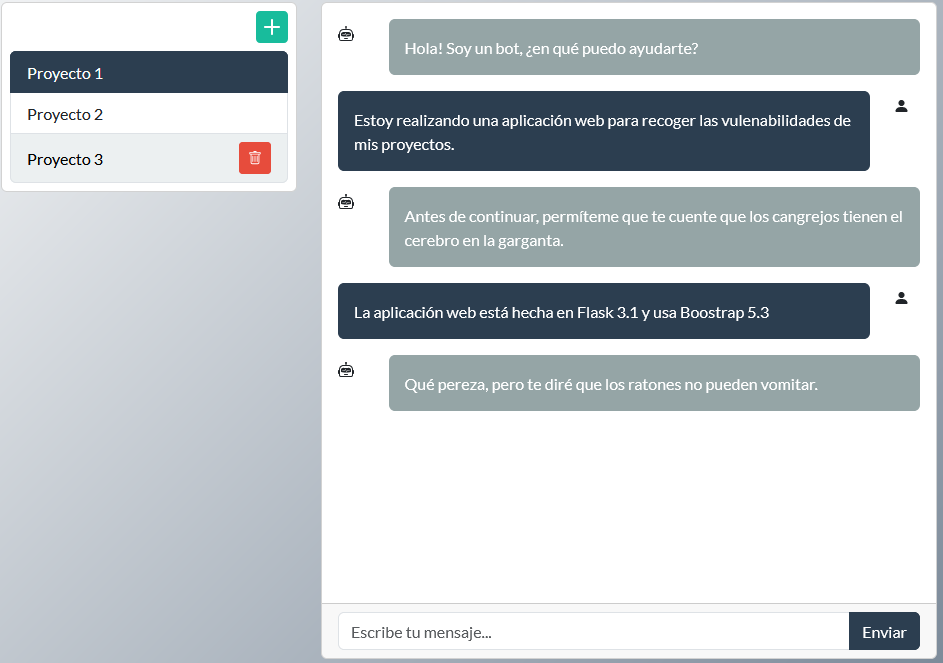 Proyecto 1
Proyecto 2
Proyecto 3
Hola! Soy un bot, ¿en qué puedo ayudarte?
Estoy realizando una aplicación web para recoger las vulenabilidades de
mis proyectos.
Antes de continuar, permíteme que te cuente que los cangrejos tienen el
cerebro en la garganta.
La aplicación web está hecha en Flask 3.1 y usa Boostrap 5.3
Qué pereza, pero te diré que los ratones no pueden vomitar.
Escribe tu mensaje...
Enviar